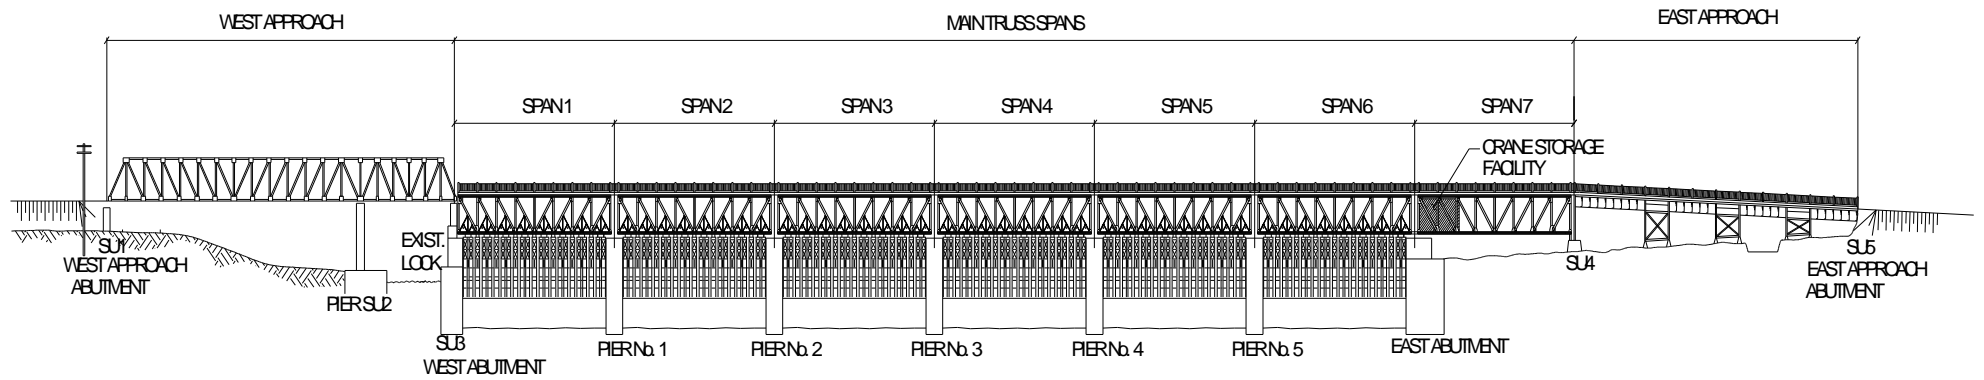 WEST APPROACH
MAIN TRUSS SPANS
EAST APPROACH
SPAN 1
SPAN 2
SPAN 3
SPAN 4
SPAN 5
SPAN 6
SPAN 7
CRANE STORAGE
FACILITY
SU1
WEST APPROACH
ABUTMENT
PIER SU2
EXIST.
LOCK
SU3
WEST ABUTMENT
PIER No. 1
PIER No. 2
PIER No. 3
PIER No. 4
PIER No. 5
EAST ABUTMENT
SU4
SU5
EAST APPROACH
ABUTMENT